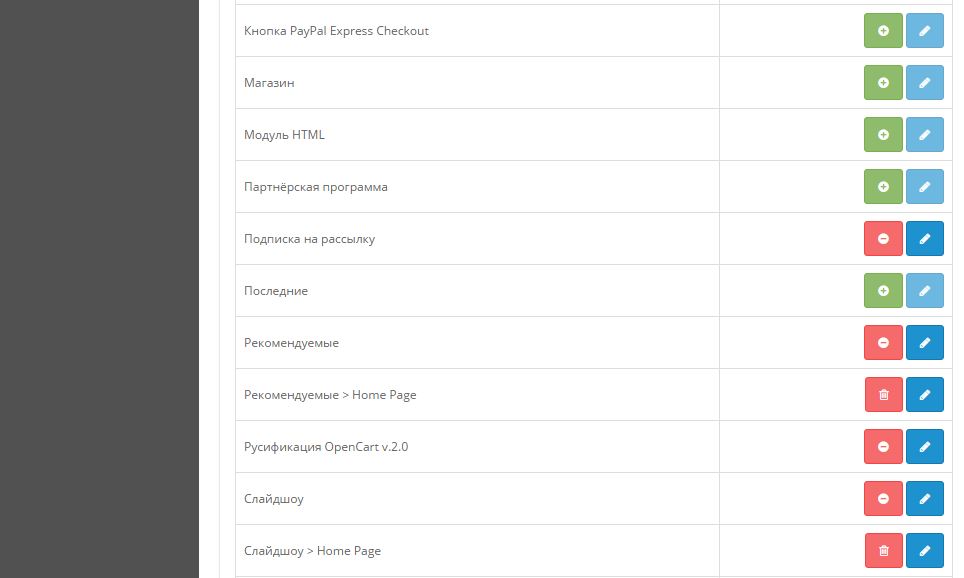 Кнопка PayPal Express Checkout
Магазин
Модуль HTML
Партнёрская программа
Подписка на рассылку
Последние
Рекомендуемые
Рекомендуемые > Home Page
Русификация OpenCart v.2.0
Слайдшоу
Слайдшоу > Home Page